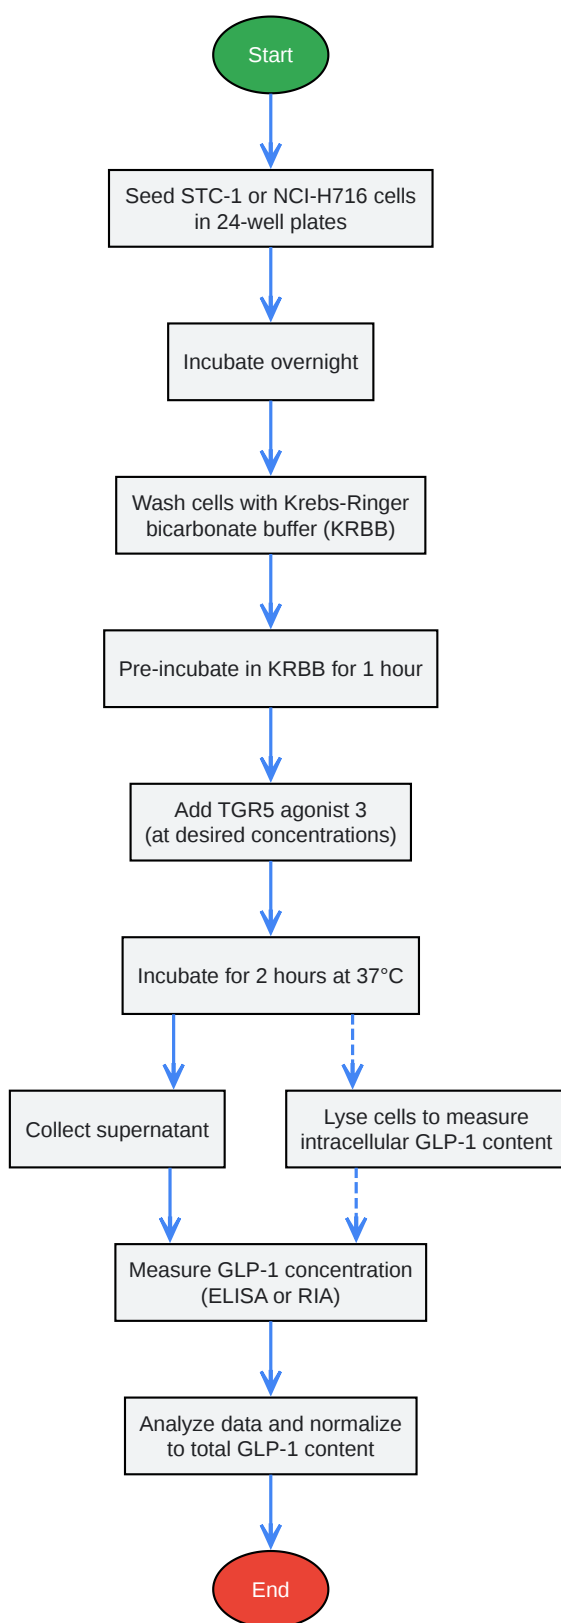 Start
Seed STC-1 or NCI-H716 cells
in 24-well plates
Incubate overnight
Wash cells with Krebs-Ringer
bicarbonate buffer (KRBB)
Pre-incubate in KRBB for 1 hour
Add TGR5 agonist 3
(at desired concentrations)
Incubate for 2 hours at 37°C
Collect supernatant
Lyse cells to measure
intracellular GLP-1 content
Measure GLP-1 concentration
(ELISA or RIA)
Analyze data and normalize
to total GLP-1 content
End